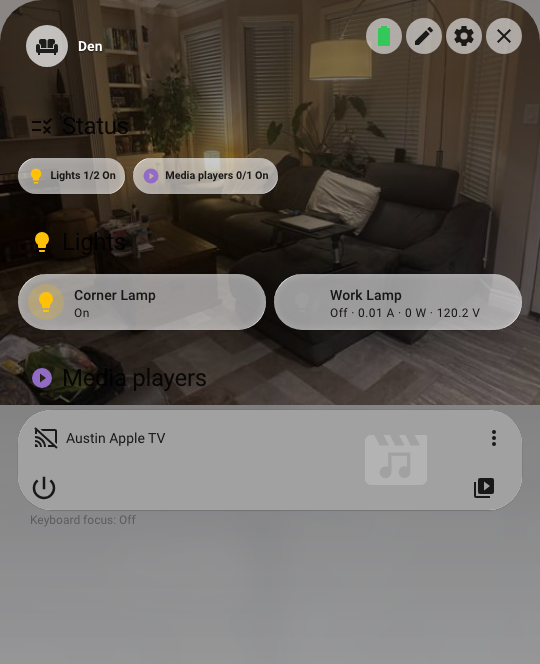 Den
Status
Lights 1/2 On
Media players 0/1 On
Lights
Corner Lamp
On
Work Lamp
Off · 0.01 A · 0 W · 120.2 V
Media players
Austin Apple TV
Keyboard focus: Off